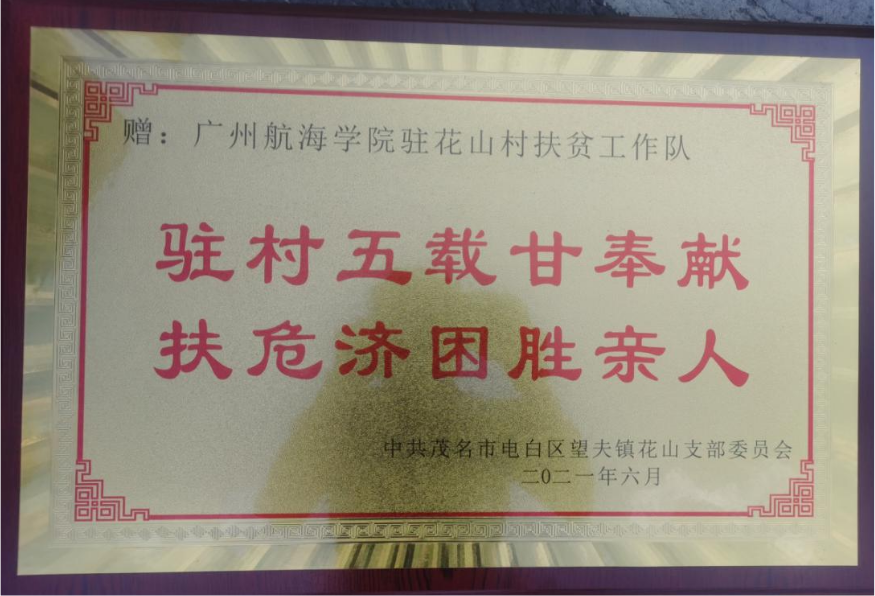 赠：广州航海学院驻花山村扶贫工作队
驻村五载甘奉献
扶危济困胜亲人
中共茂名市电白区望夫镇花山支部委员会
二0二一年六月